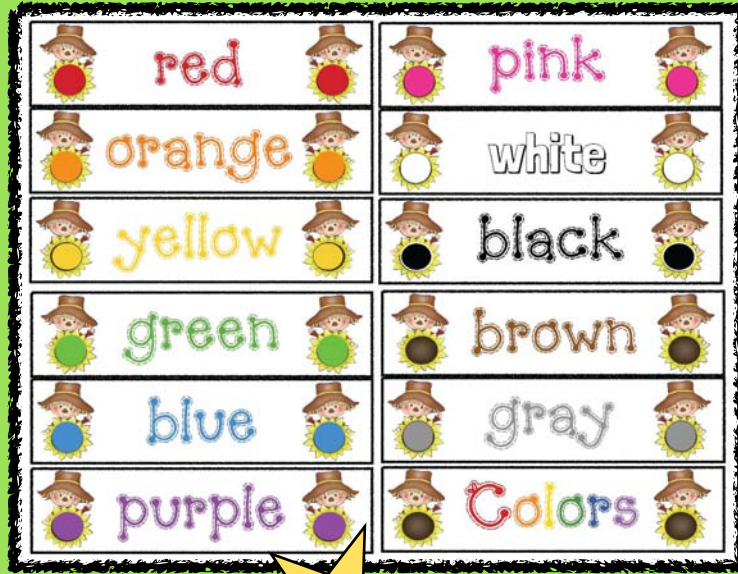 red
orange
yellow
green
blue
purple
pink
white
black
brown
gray
Colors